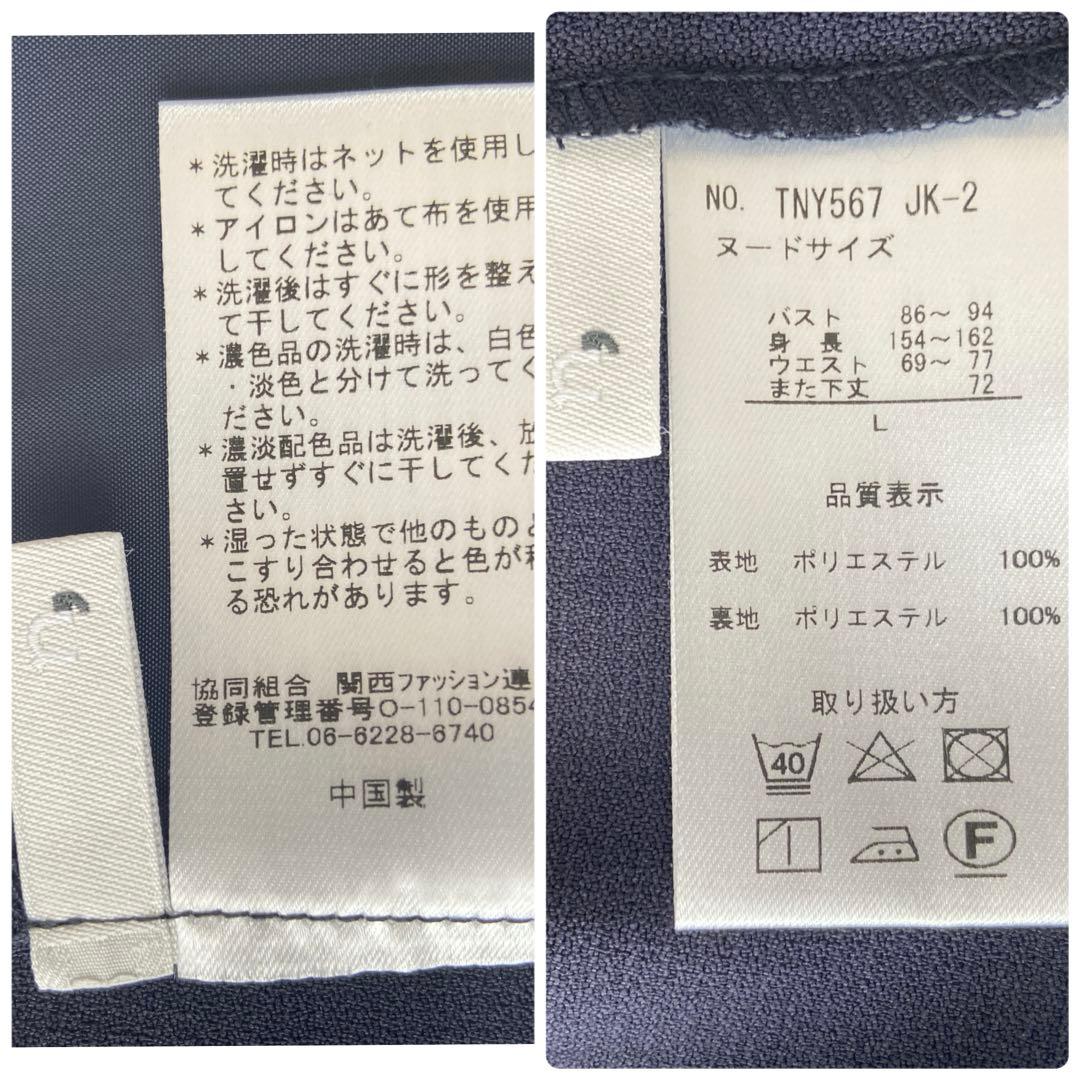 *洗濯時はネットを使用し
てください。
*アイロンはあて布を使用
してください。
*洗濯後はすぐに形を整え
て干してください。
*濃色品の洗濯時は、白色
・淡色と分けて洗ってく
ださい。
*濃淡配色品は洗濯後、放
置せずすぐに干してくだ
さい。
*湿った状態で他のものと
こすり合わせると色が移
る恐れがあります。
協同組合 関西ファッション連
登録管理番号O-110-0854
TEL.06-6228-6740
中国製
NO. TNY567 JK-2
ヌードサイズ
バスト 86～ 94
身長 154～162
ウエスト 69～ 77
また下丈 72
L
品質表示
表地 ポリエステル 100%
裏地 ポリエステル 100%
取り扱い方
40
F